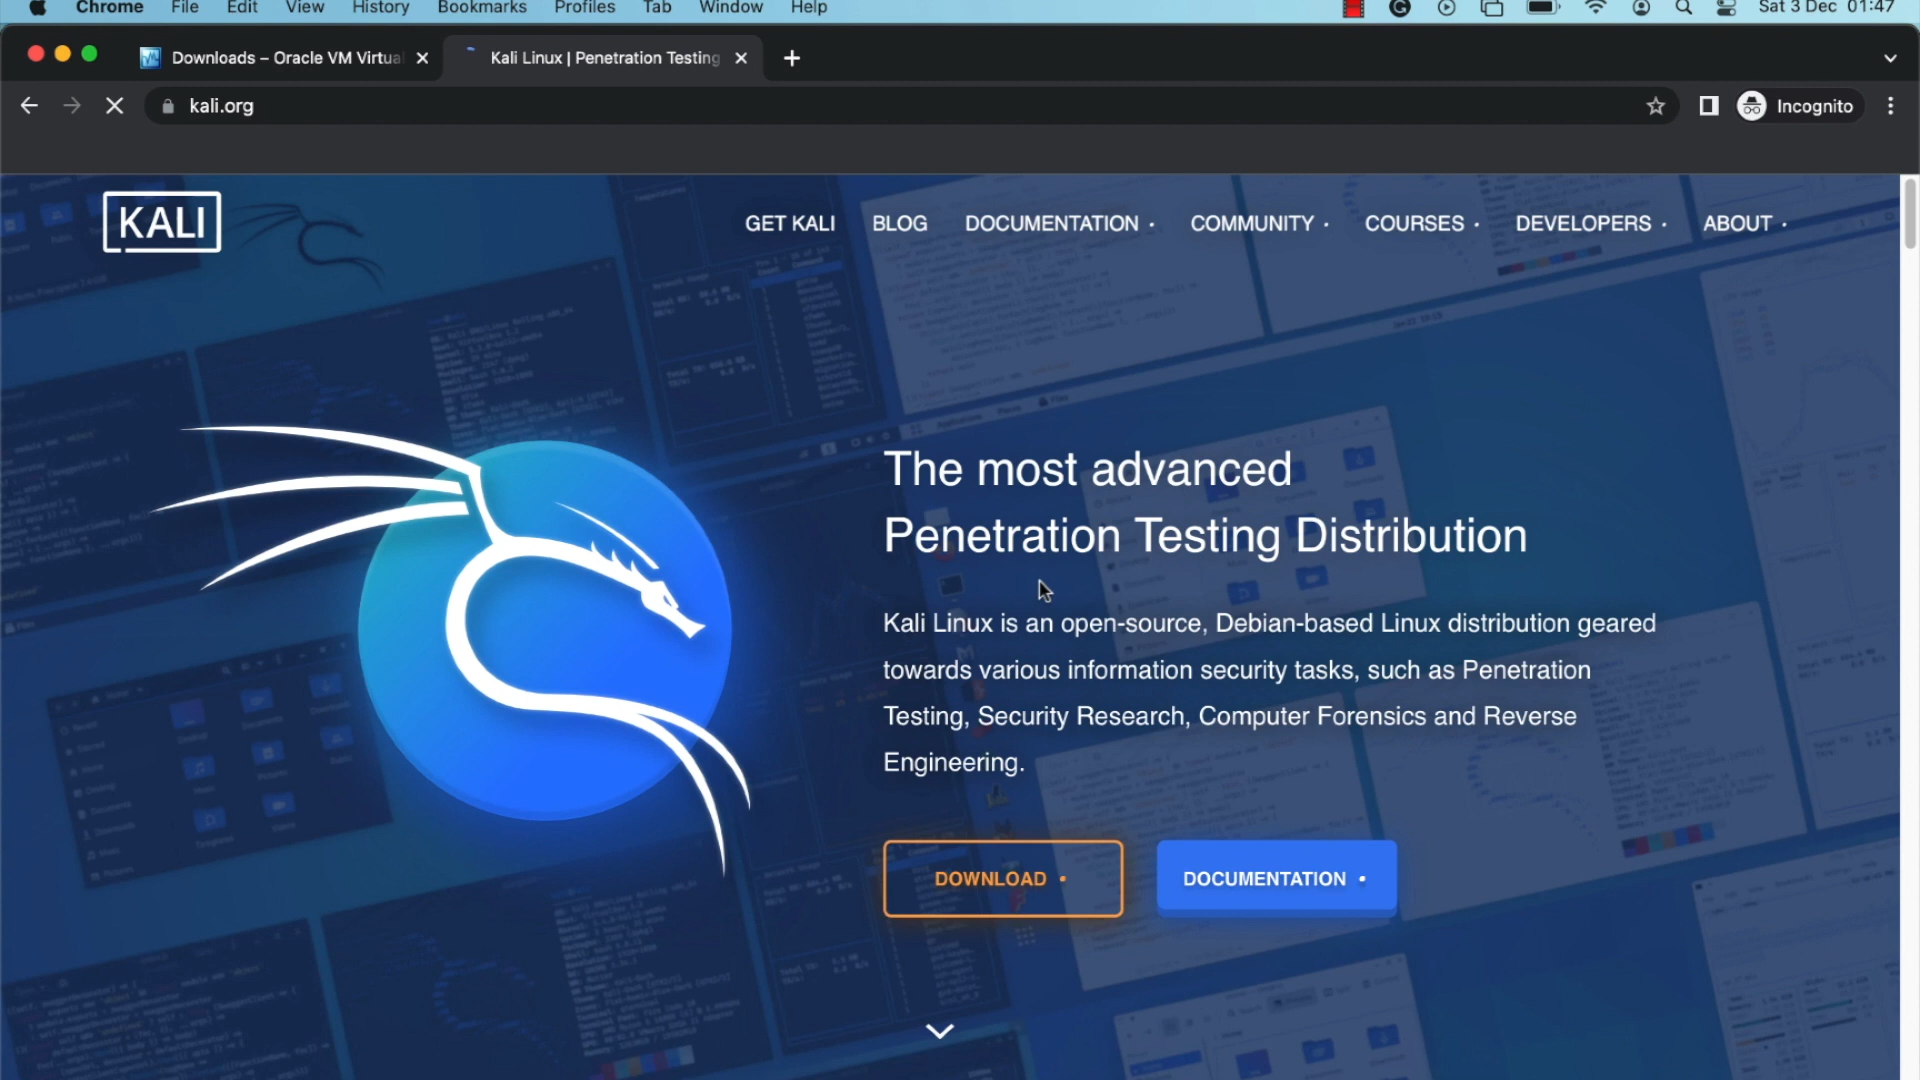 Chrome File Edit View History Bookmarks Profiles Tab Window Help Sat 3 Dec 01:47
Downloads – Oracle VM Virtual
Kali Linux | Penetration Testing
kali.org
Incognito
KALI
GET KALI BLOG DOCUMENTATION • COMMUNITY • COURSES • DEVELOPERS • ABOUT •
The most advanced
Penetration Testing Distribution
Kali Linux is an open-source, Debian-based Linux distribution geared
towards various information security tasks, such as Penetration
Testing, Security Research, Computer Forensics and Reverse
Engineering.
DOWNLOAD •
DOCUMENTATION •